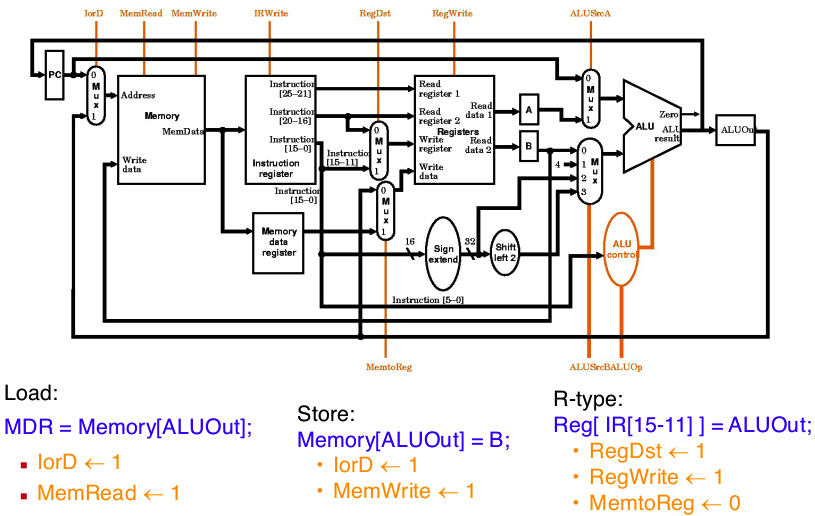 IorD MemRead MemWrite IRWrite RegDst RegWrite ALUSrcA
PC
0
M
u
x
1
Address
Memory
MemData
Write
data
Instruction
[25–21]
Instruction
[20–16]
Instruction
[15–0]
Instruction
register
Instruction
[15–11]
Instruction
[15–0]
Memory
data
register
0
M
u
x
1
0
M
u
x
1
Read
register 1
Read
register 2
Registers
Write
register
Write
data
Read
data 1
Read
data 2
A
B
4
0
M
u
x
1
0
1
2
3
M
u
x
Zero
ALU
ALU
result
ALUOu
16
Sign
extend
32
Shift
left 2
ALU
control
Instruction [5–0]
MemtoReg
ALUSrcB
ALUOp
Load:
MDR = Memory[ALUOut];
IorD ← 1
MemRead ← 1
Store:
Memory[ALUOut] = B;
• IorD ← 1
• MemWrite ← 1
R-type:
Reg[ IR[15-11] ] = ALUOut;
• RegDst ← 1
• RegWrite ← 1
• MemtoReg ← 0